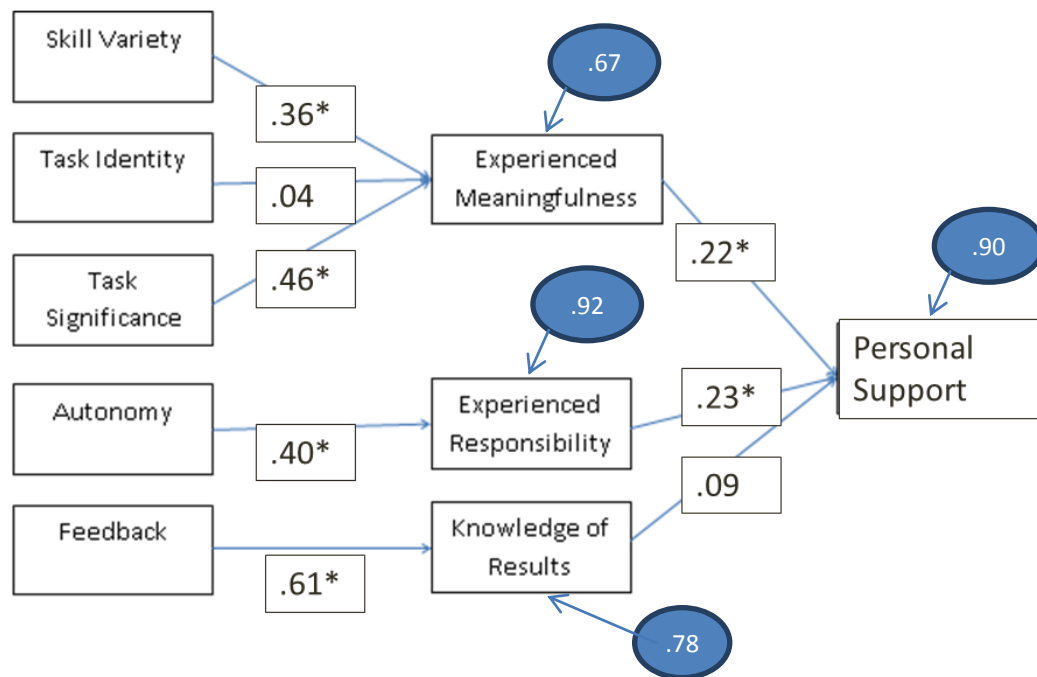 Skill Variety
.67
.36*
Task Identity
Experienced
Meaningfulness
.04
.22*
.90
Task
Significance
.46*
.92
Personal
Support
Autonomy
Experienced
Responsibility
.23*
.40*
.09
Feedback
Knowledge of
Results
.61*
.78